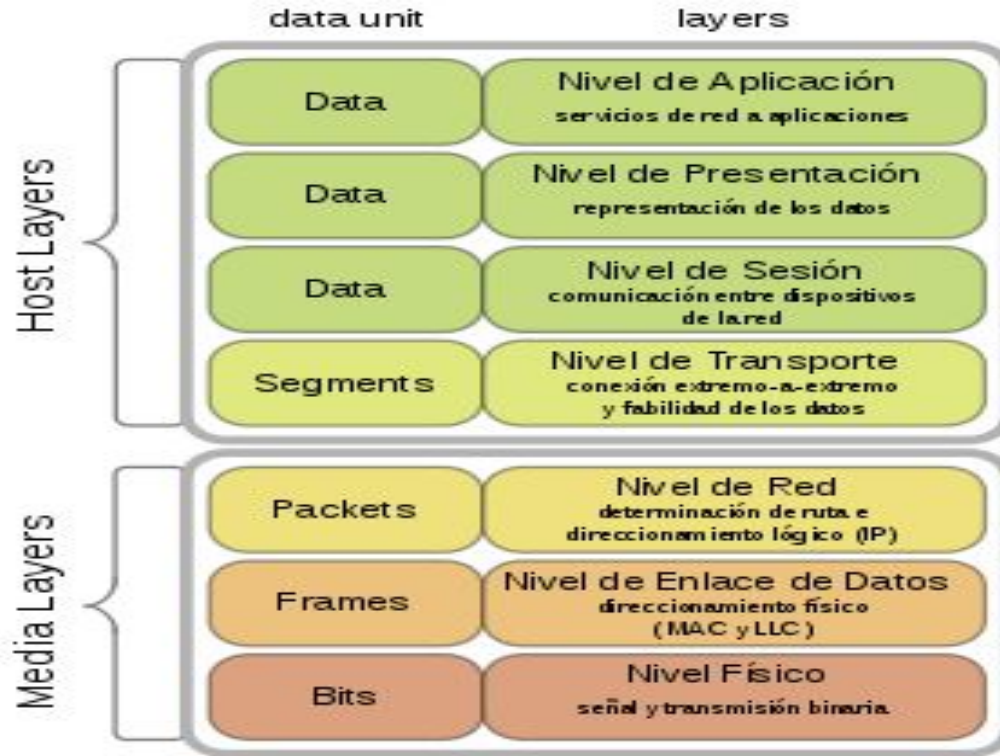 data unit
layers
Host Layers
Data
Nivel de Aplicación
servicios de red a aplicaciones
Data
Nivel de Presentación
representación de los datos
Data
Nivel de Sesión
comunicación entre dispositivos
de la red
Segments
Nivel de Transporte
conexión extremo-a-extremo
y fabilidad de los datos
Media Layers
Packets
Nivel de Red
determinación de ruta e
direccionamiento lógico (IP)
Frames
Nivel de Enlace de Datos
direccionamiento físico
( MAC y LLC )
Bits
Nivel Físico
señal y transmisión binaria